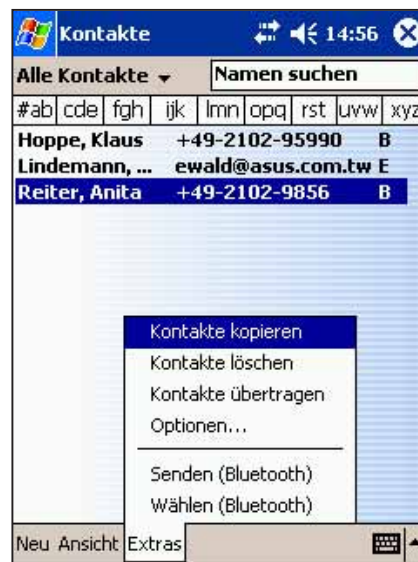 Kontakte 14:56
Alle Kontakte Namen suchen
#ab cde fgh ijk lmn opq rst uvw xyz
Hoppe, Klaus +49-2102-95990 B
Lindemann, ... ewald@asus.com.tw E
Reiter, Anita +49-2102-9856 B
Kontakte kopieren
Kontakte löschen
Kontakte übertragen
Optionen...
Senden (Bluetooth)
Wählen (Bluetooth)
Neu Ansicht Extras